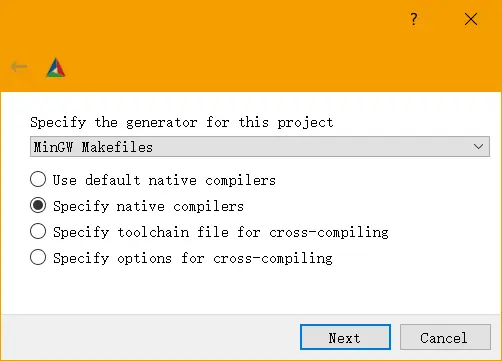 ?
Specify the generator for this project
MinGW Makefiles
Use default native compilers
Specify native compilers
Specify toolchain file for cross-compiling
Specify options for cross-compiling
Next
Cancel